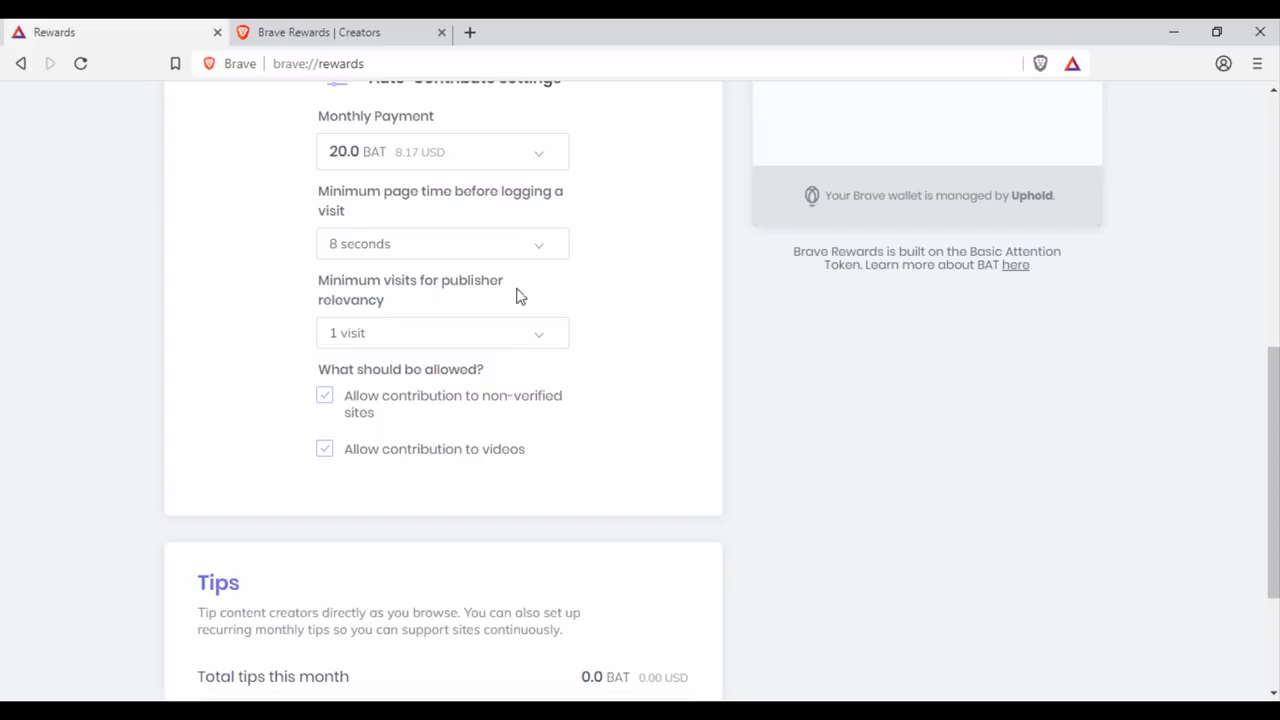 Rewards
Brave Rewards | Creators
Brave
brave://rewards
Auto-Contribute settings
Monthly Payment
20.0 BAT 8.17 USD
Minimum page time before logging a
visit
8 seconds
Minimum visits for publisher
relevancy
1 visit
What should be allowed?
Allow contribution to non-verified
sites
Allow contribution to videos
Your Brave wallet is managed by Uphold.
Brave Rewards is built on the Basic Attention
Token. Learn more about BAT here
Tips
Tip content creators directly as you browse. You can also set up
recurring monthly tips so you can support sites continuously.
Total tips this month 0.0 BAT 0.00 USD